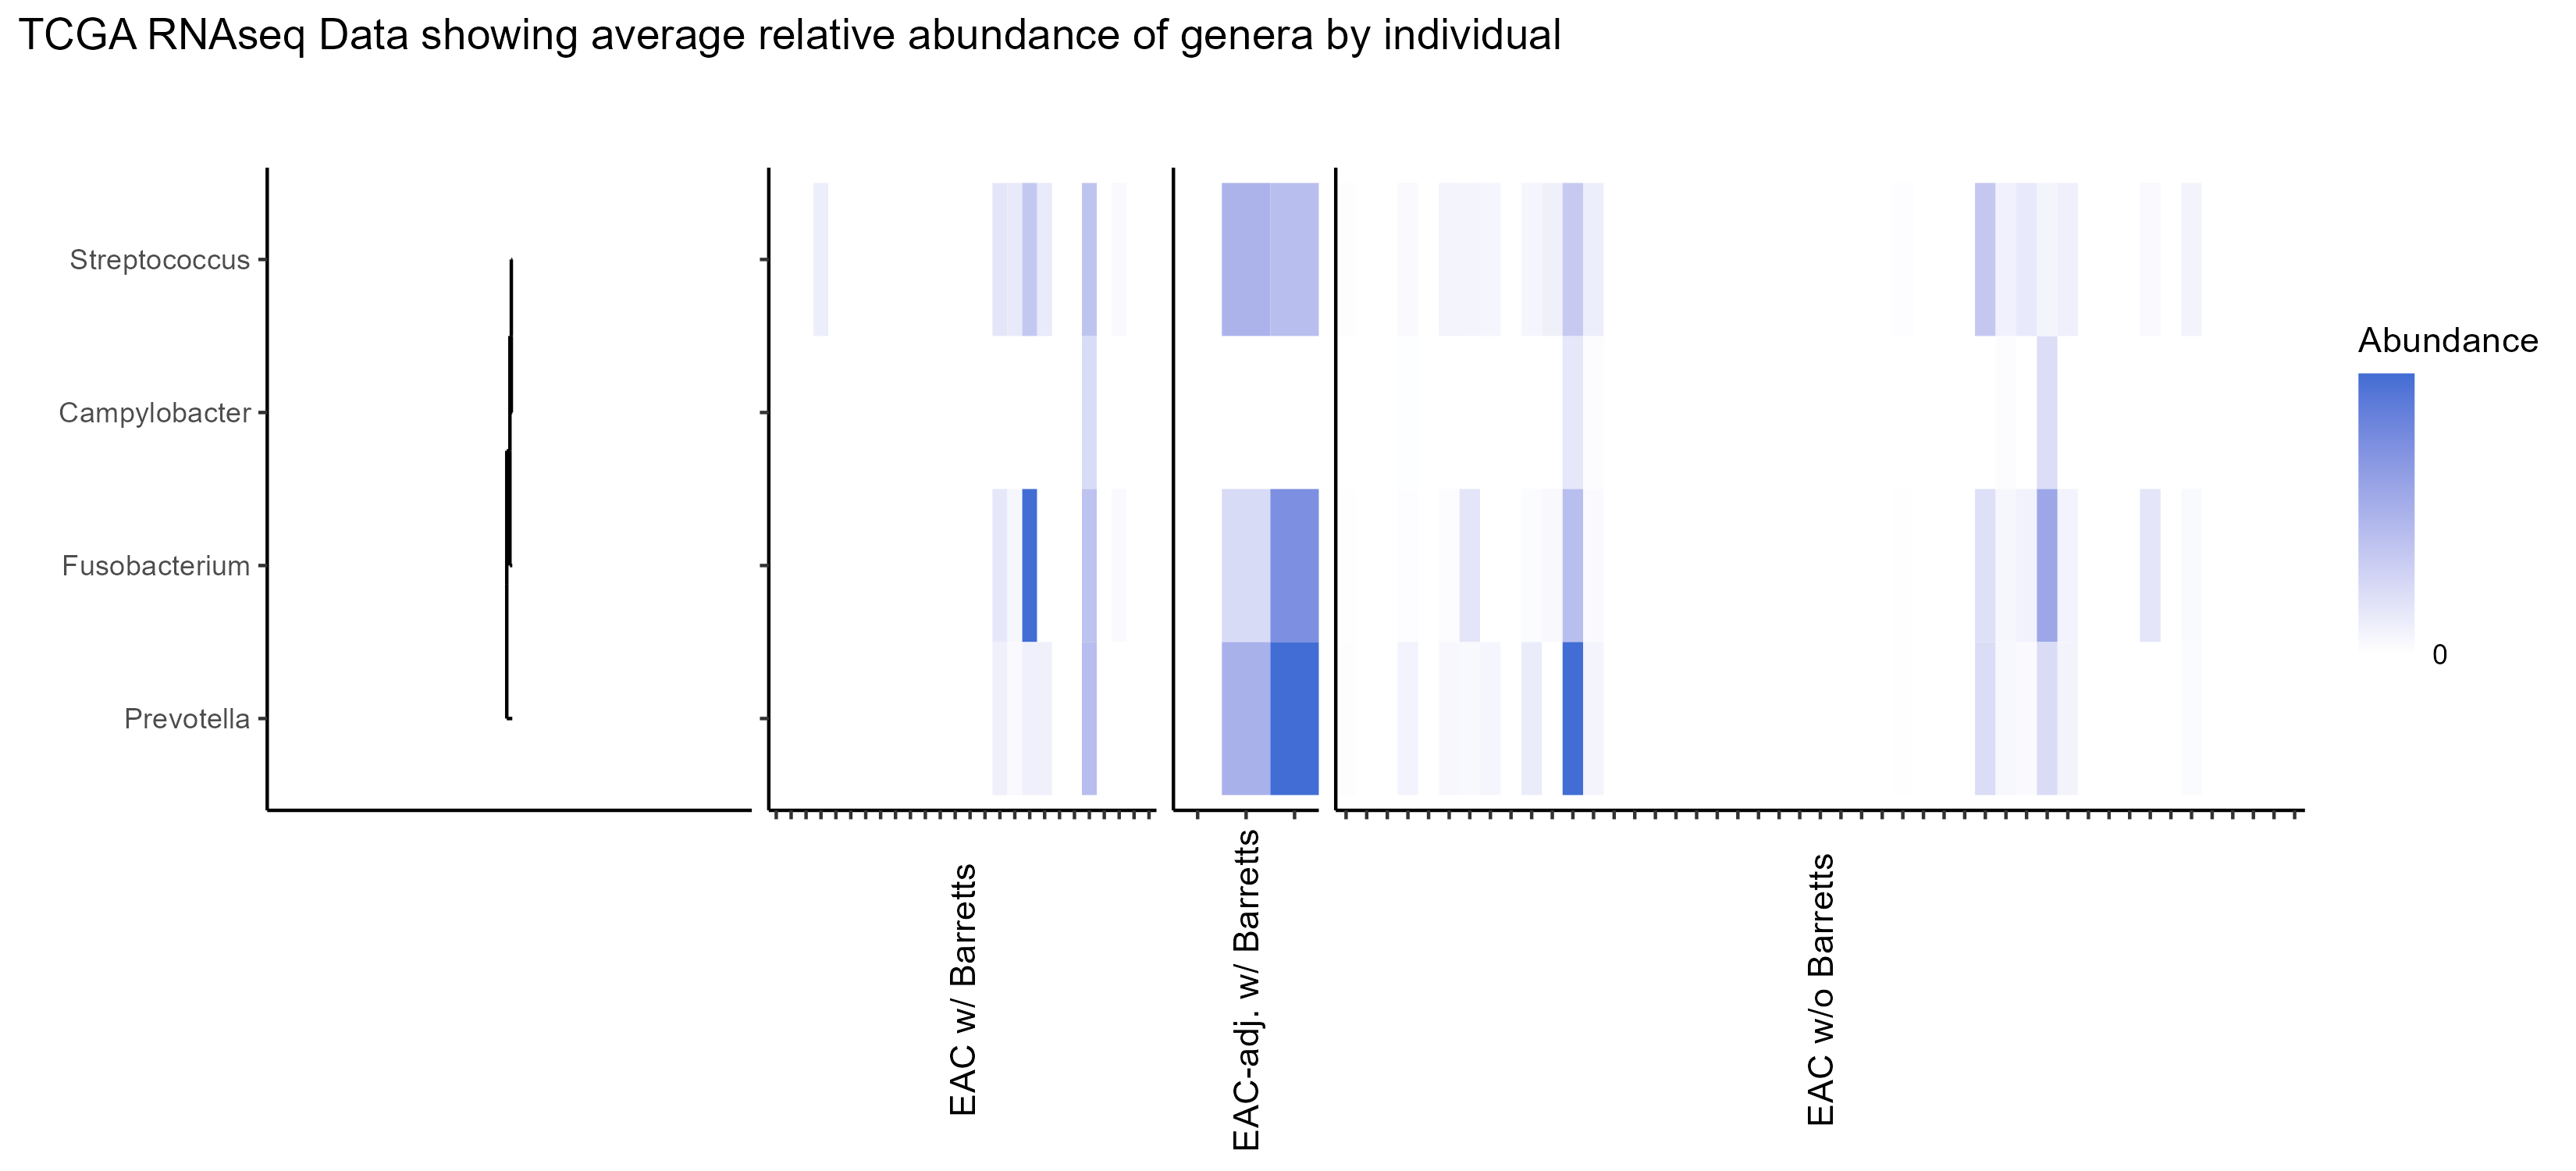 TCGA RNAseq Data showing average relative abundance of genera by individual
Streptococcus
Campylobacter
Fusobacterium
Prevotella
EAC w/ Barretts
EAC-adj. w/ Barretts
EAC w/o Barretts
Abundance
0